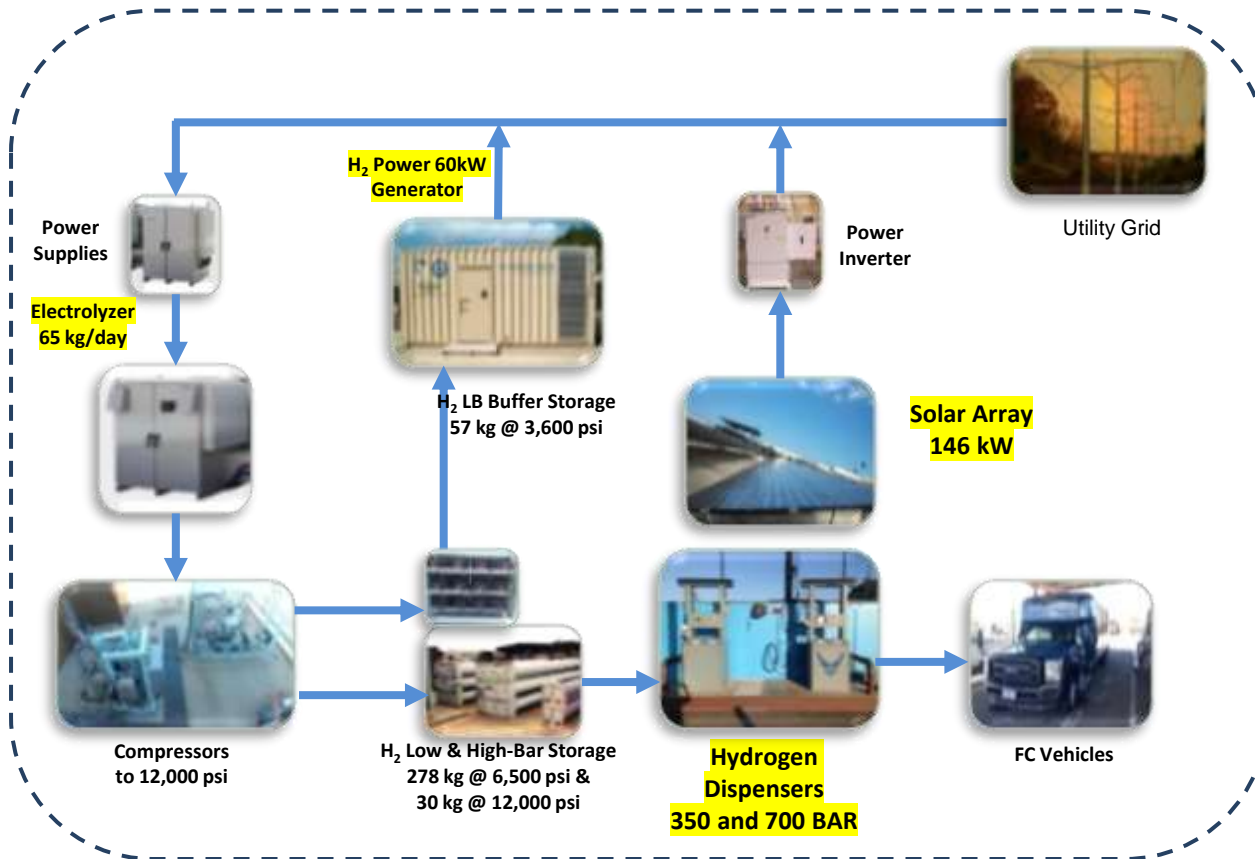 H₂ Power 60kW
Generator
Utility Grid
Power
Supplies
Power
Inverter
Electrolyzer
65 kg/day
H₂ LB Buffer Storage
57 kg @ 3,600 psi
Solar Array
146 kW
Compressors
to 12,000 psi
H₂ Low & High-Bar Storage
278 kg @ 6,500 psi &
30 kg @ 12,000 psi
Hydrogen
Dispensers
350 and 700 BAR
FC Vehicles